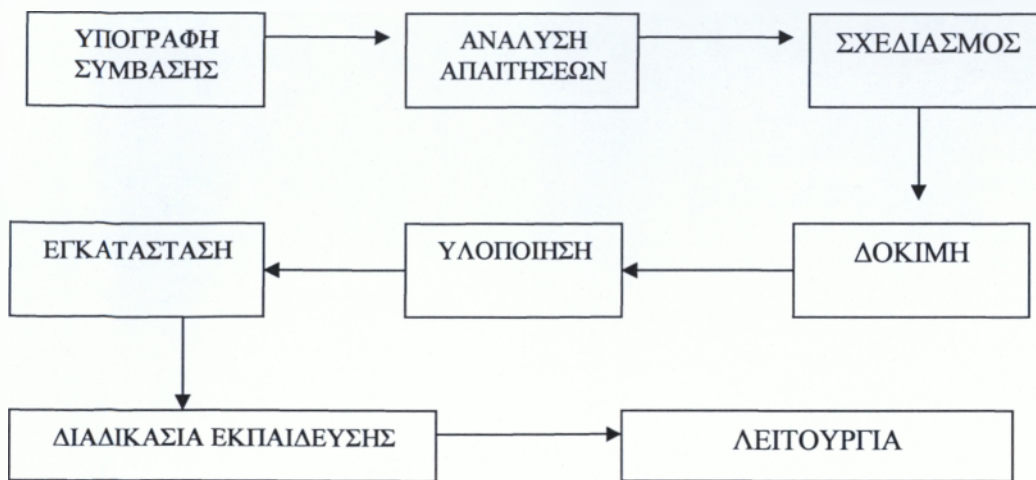 ΥΠΟΓΡΑΦΗ
ΣΥΜΒΑΣΗΣ
ΑΝΑΛΥΣΗ
ΑΠΑΙΤΗΣΕΩΝ
ΣΧΕΔΙΑΣΜΟΣ
ΔΟΚΙΜΗ
ΥΛΟΠΟΙΗΣΗ
ΕΓΚΑΤΑΣΤΑΣΗ
ΔΙΑΔΙΚΑΣΙΑ ΕΚΠΑΙΔΕΥΣΗΣ
ΛΕΙΤΟΥΡΓΙΑ